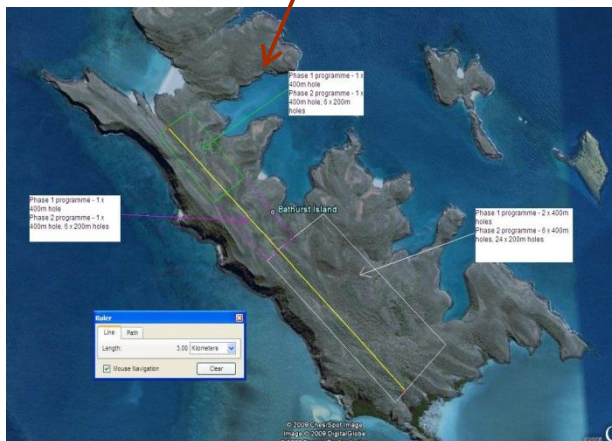 Phase 1 programme - 1 x
400m hole
Phase 2 programme - 1 x
400m hole, 6 x 200m
holes
Phase 1 programme - 1 x
400m hole
Phase 2 programme - 1 x
400m hole, 6 x 200m holes
Bathurst Island
Phase 1 programme - 2 x 400m
holes
Phase 2 programme - 6 x 400m
holes, 24 x 200m holes
Ruler
Line Path
Length: 3.00 Kilometers
Mouse Navigation Clear
© 2009 Cnes/Spot Image
Image © 2009 DigitalGlobe